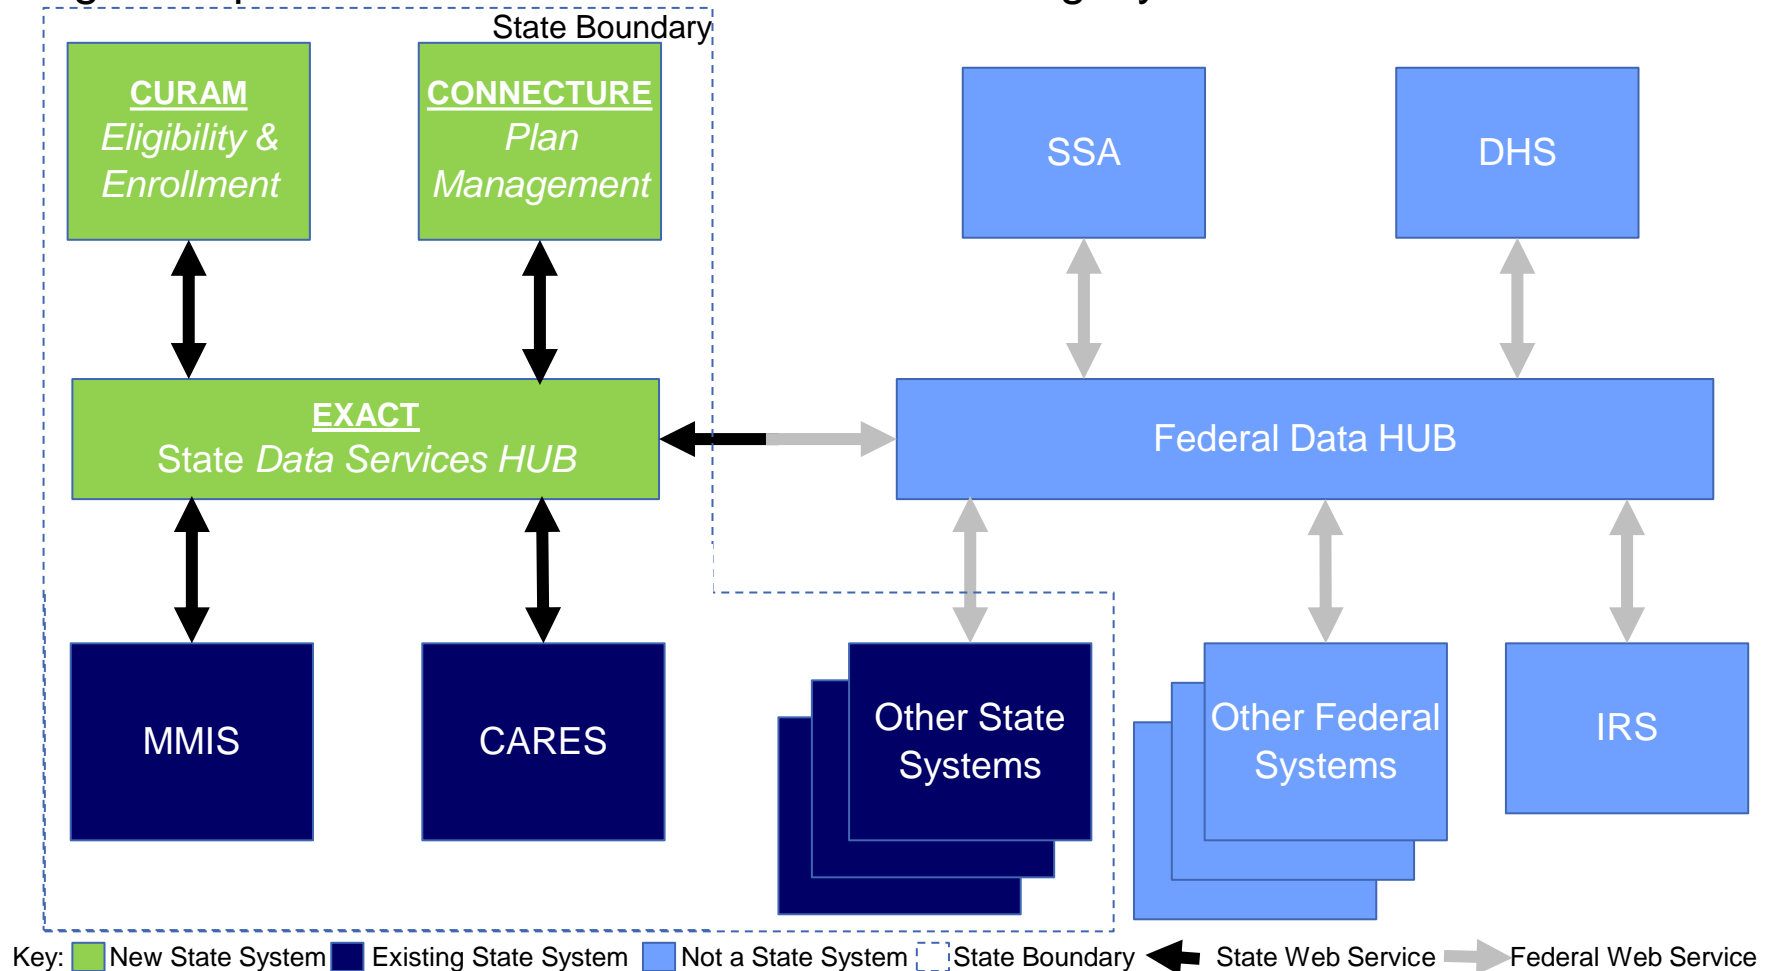 State Boundary
CURAM
Eligibility &
Enrollment
CONNECTURE
Plan
Management
SSA
DHS
EXACT
State Data Services HUB
Federal Data HUB
MMIS
CARES
Other State
Systems
Other Federal
Systems
IRS
Key: New State System Existing State System Not a State System State Boundary State Web Service Federal Web Service